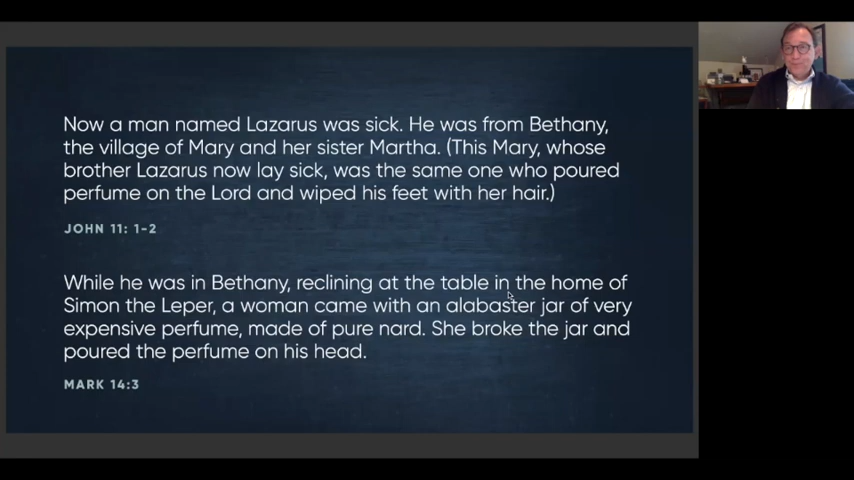 Now a man named Lazarus was sick. He was from Bethany,
the village of Mary and her sister Martha. (This Mary, whose
brother Lazarus now lay sick, was the same one who poured
perfume on the Lord and wiped his feet with her hair.)
JOHN 11: 1-2
While he was in Bethany, reclining at the table in the home of
Simon the Leper, a woman came with an alabaster jar of very
expensive perfume, made of pure nard. She broke the jar and
poured the perfume on his head.
MARK 14:3